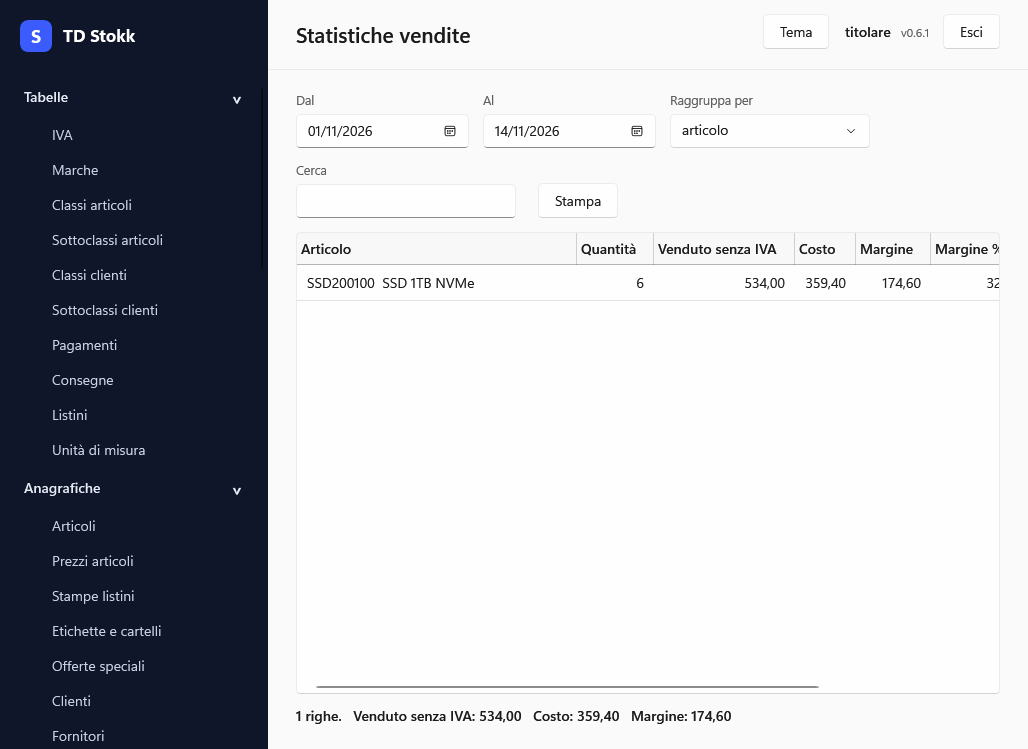 S TD Stokk
Tabelle
IVA
Marche
Classi articoli
Sottoclassi articoli
Classi clienti
Sottoclassi clienti
Pagamenti
Consegne
Listini
Unità di misura
Anagrafiche
Articoli
Prezzi articoli
Stampe listini
Etichette e cartelli
Offerte speciali
Clienti
Fornitori
Statistiche vendite
Tema titolare v0.6.1 Esci
Dal Al Raggruppa per
01/11/2026 14/11/2026 articolo
Cerca
Stampa
Articolo Quantità Venduto senza IVA Costo Margine Margine %
SSD200100 SSD 1TB NVMe 6 534,00 359,40 174,60 32
1 righe. Venduto senza IVA: 534,00 Costo: 359,40 Margine: 174,60